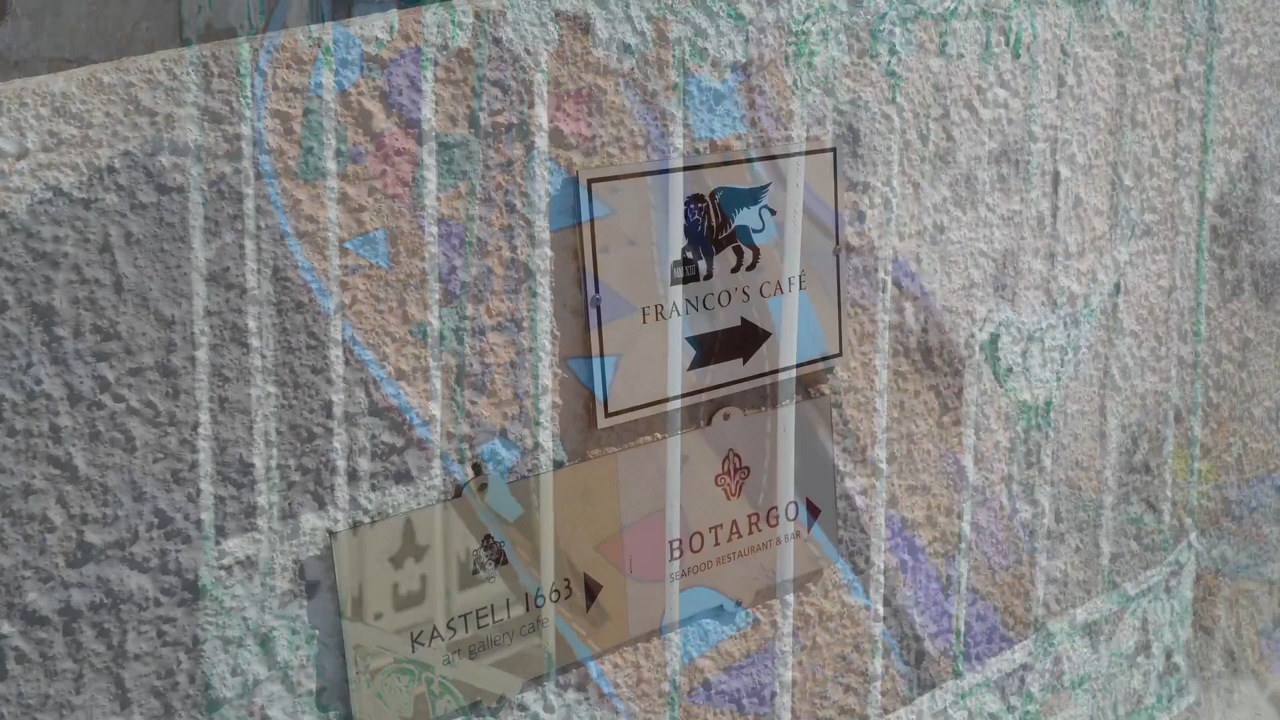 FRANCO'S CAFÉ
BOTARGO
SEAFOOD RESTAURANT & BAR
KASTELI 1663
art gallery cafe